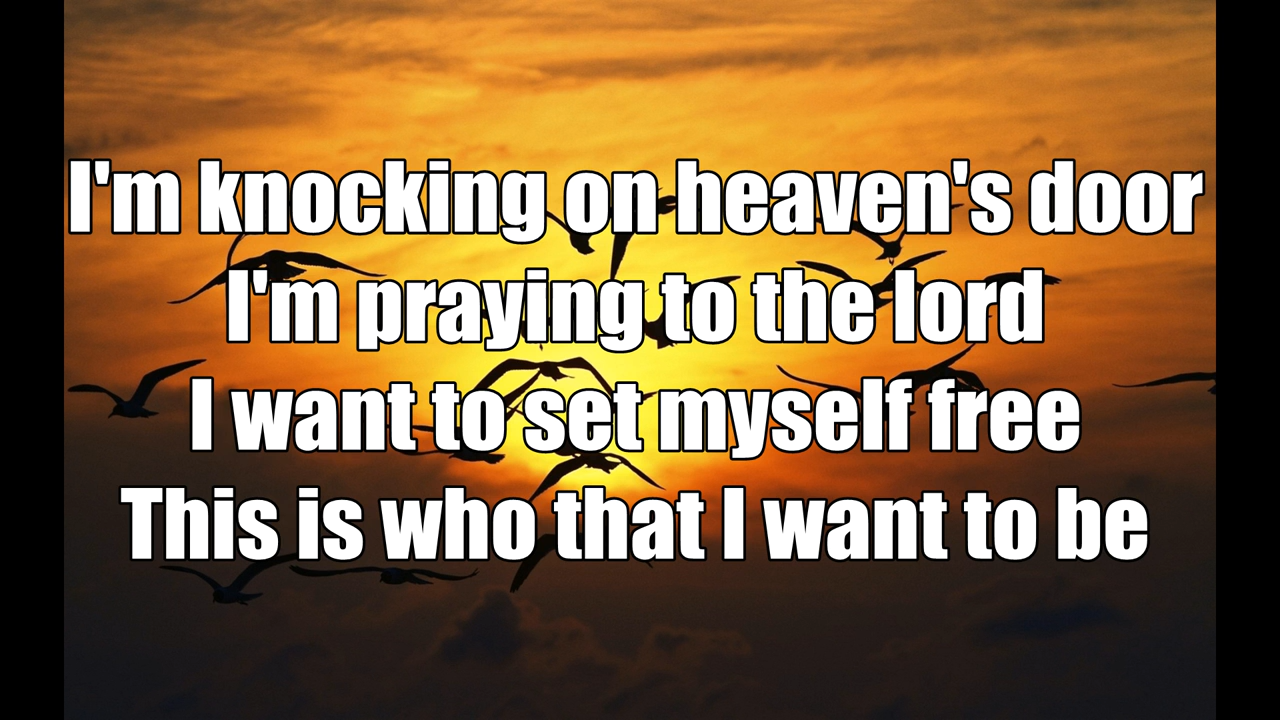 I'm knocking on heaven's door
I'm praying to the lord
I want to set myself free
This is who that I want to be